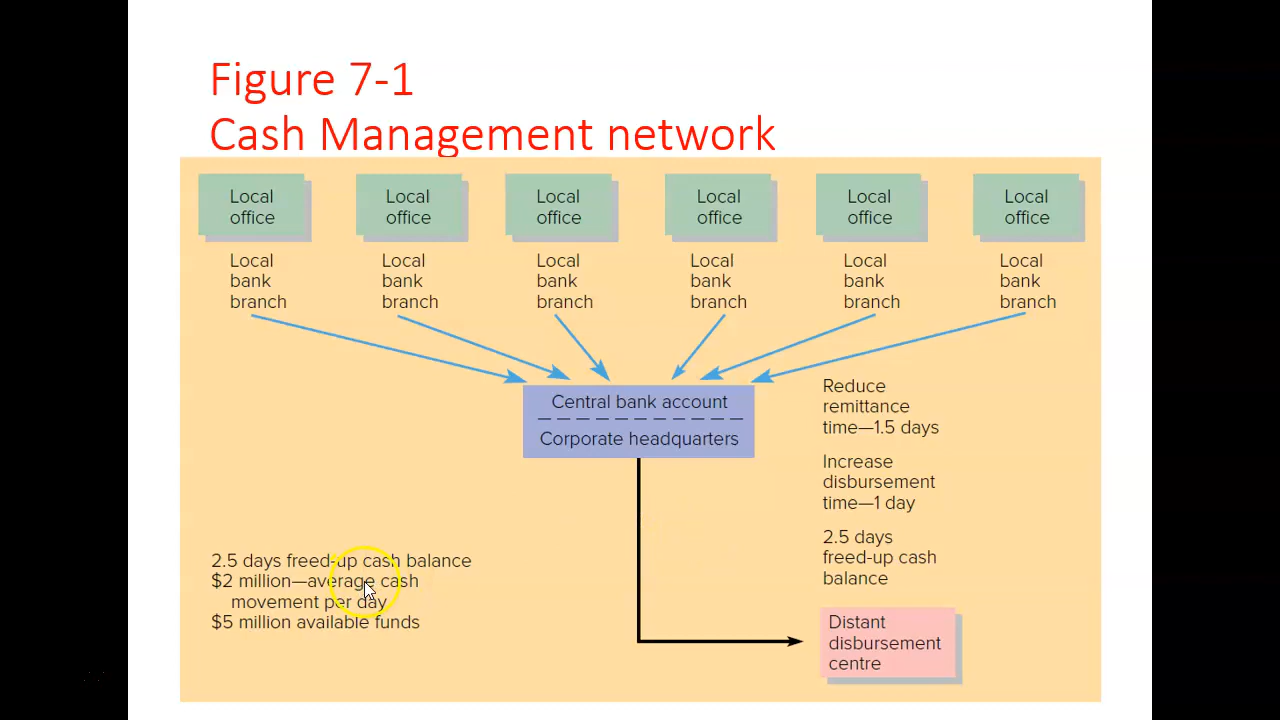 Figure 7-1
Cash Management network
Local
office
Local
office
Local
office
Local
office
Local
office
Local
office
Local
bank
branch
Local
bank
branch
Local
bank
branch
Local
bank
branch
Local
bank
branch
Local
bank
branch
Central bank account
Corporate headquarters
Reduce
remittance
time—1.5 days
Increase
disbursement
time—1 day
2.5 days
freed-up cash
balance
2.5 days freed-up cash balance
$2 million—average cash
movement per day
$5 million available funds
Distant
disbursement
centre